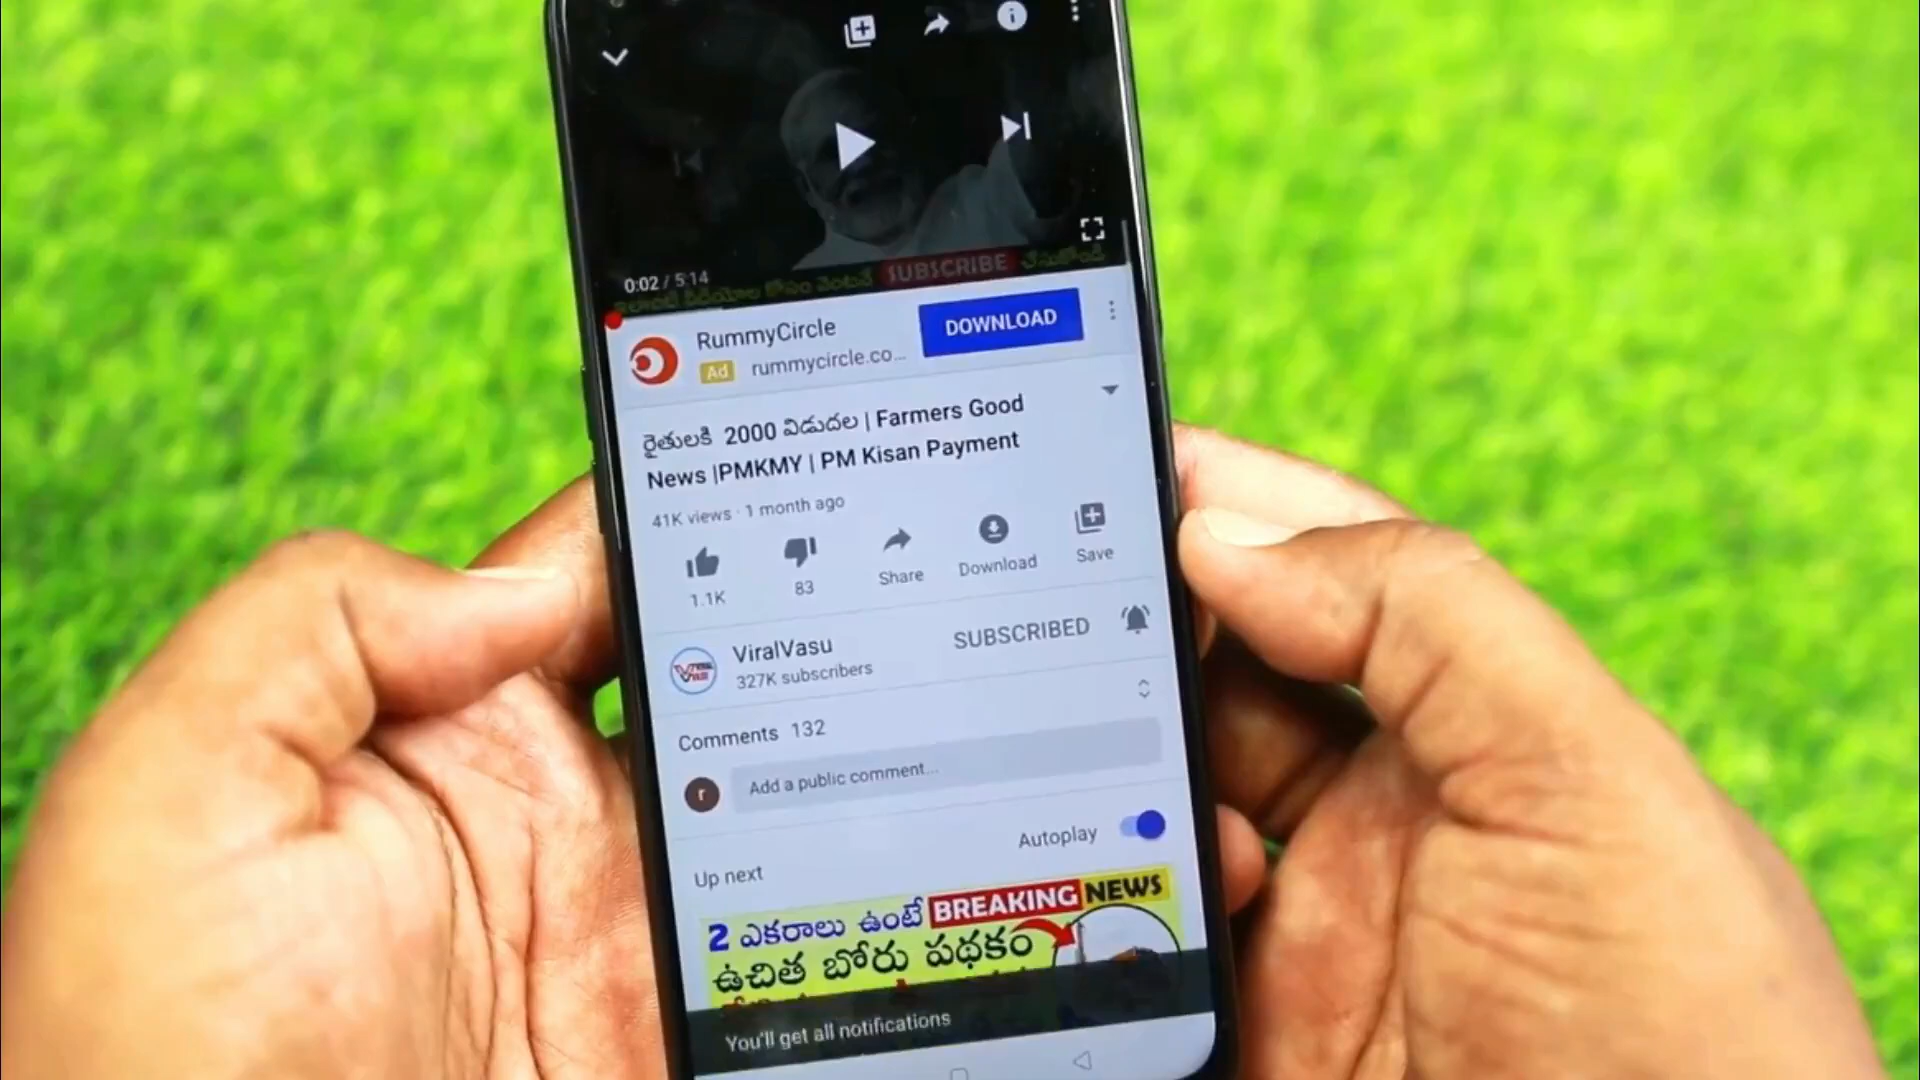 0:02 / 5:14
ఇలాంటి వీడియోల కోసం వెంటనే SUBSCRIBE చేసుకోండి
RummyCircle
Ad rummycircle.co...
DOWNLOAD
రైతులకి 2000 విడుదల | Farmers Good
News |PMKMY | PM Kisan Payment
41K views · 1 month ago
1.1K
83
Share
Download
Save
ViralVasu
327K subscribers
SUBSCRIBED
Comments 132
r
Add a public comment...
Autoplay
Up next
2 ఎకరాలు ఉంటే BREAKING NEWS
ఉచిత బోరు పథకం
You'll get all notifications